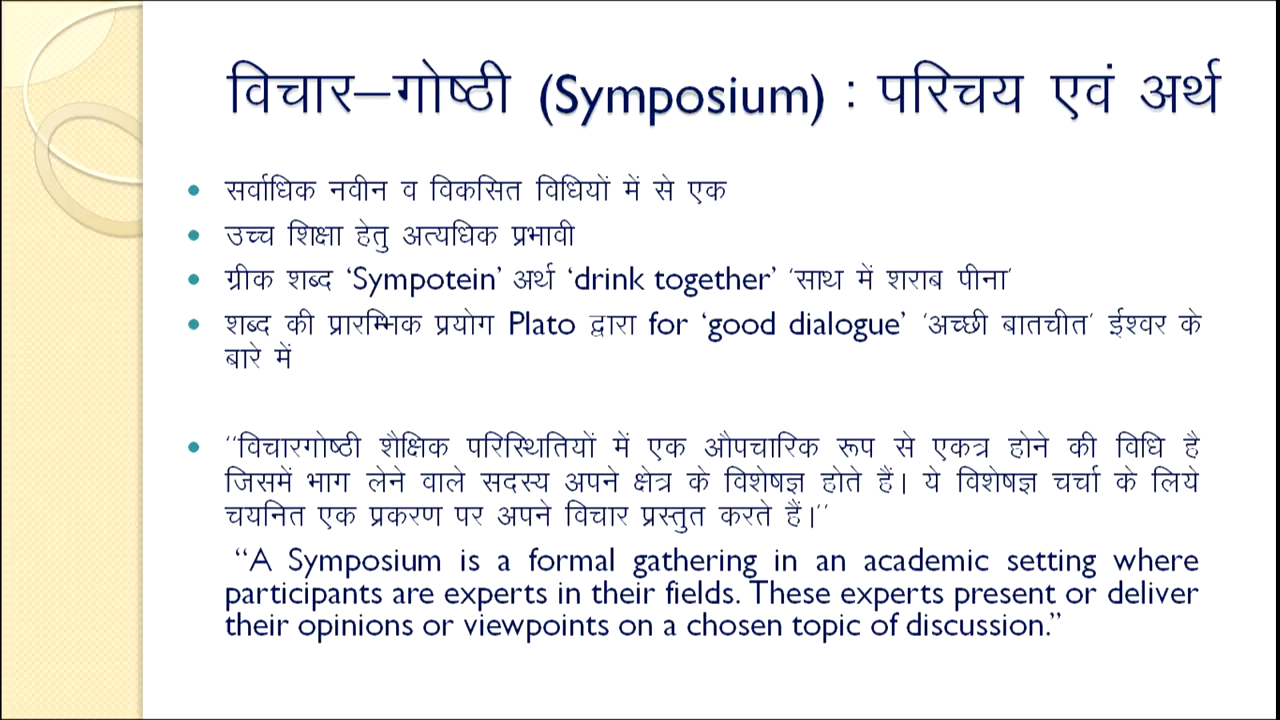 विचार–गोष्ठी (Symposium) : परिचय एवं अर्थ
• सर्वाधिक नवीन व विकसित विधियों में से एक
• उच्च शिक्षा हेतु अत्यधिक प्रभावी
• ग्रीक शब्द ‘Sympotein’ अर्थ ‘drink together’ ‘साथ में शराब पीना’
• शब्द की प्रारम्भिक प्रयोग Plato द्वारा for ‘good dialogue’ ‘अच्छी बातचीत’ ईश्वर के
बारे में
• ‘‘विचारगोष्ठी शैक्षिक परिस्थितियों में एक औपचारिक रूप से एकत्र होने की विधि है
जिसमें भाग लेने वाले सदस्य अपने क्षेत्र के विशेषज्ञ होते हैं। ये विशेषज्ञ चर्चा के लिये
चयनित एक प्रकरण पर अपने विचार प्रस्तुत करते हैं।’’
“A Symposium is a formal gathering in an academic setting where
participants are experts in their fields. These experts present or deliver
their opinions or viewpoints on a chosen topic of discussion.”